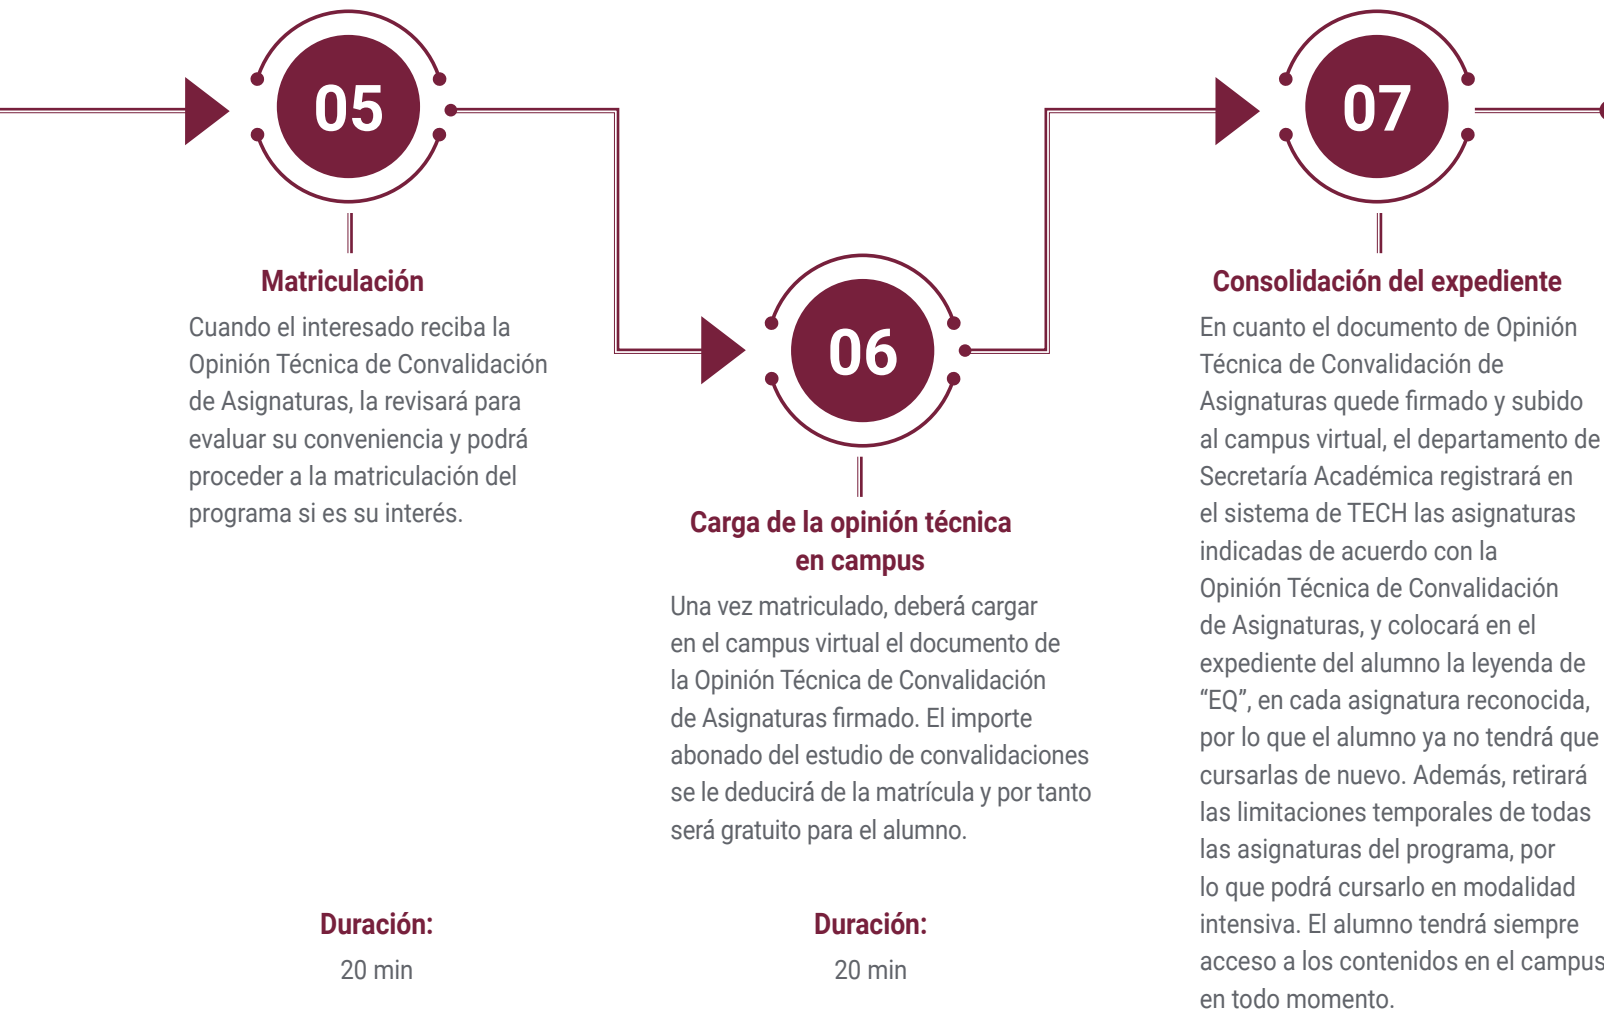 05
Matriculación
Cuando el interesado reciba la
Opinión Técnica de Convalidación
de Asignaturas, la revisará para
evaluar su conveniencia y podrá
proceder a la matriculación del
programa si es su interés.
Duración:
20 min
06
Carga de la opinión técnica
en campus
Una vez matriculado, deberá cargar
en el campus virtual el documento de
la Opinión Técnica de Convalidación
de Asignaturas firmado. El importe
abonado del estudio de convalidaciones
se le deducirá de la matrícula y por tanto
será gratuito para el alumno.
Duración:
20 min
07
Consolidación del expediente
En cuanto el documento de Opinión
Técnica de Convalidación de
Asignaturas quede firmado y subido
al campus virtual, el departamento de
Secretaría Académica registrará en
el sistema de TECH las asignaturas
indicadas de acuerdo con la
Opinión Técnica de Convalidación
de Asignaturas, y colocará en el
expediente del alumno la leyenda de
“EQ”, en cada asignatura reconocida,
por lo que el alumno ya no tendrá que
cursarlas de nuevo. Además, retirará
las limitaciones temporales de todas
las asignaturas del programa, por
lo que podrá cursarlo en modalidad
intensiva. El alumno tendrá siempre
acceso a los contenidos en el campus
en todo momento.